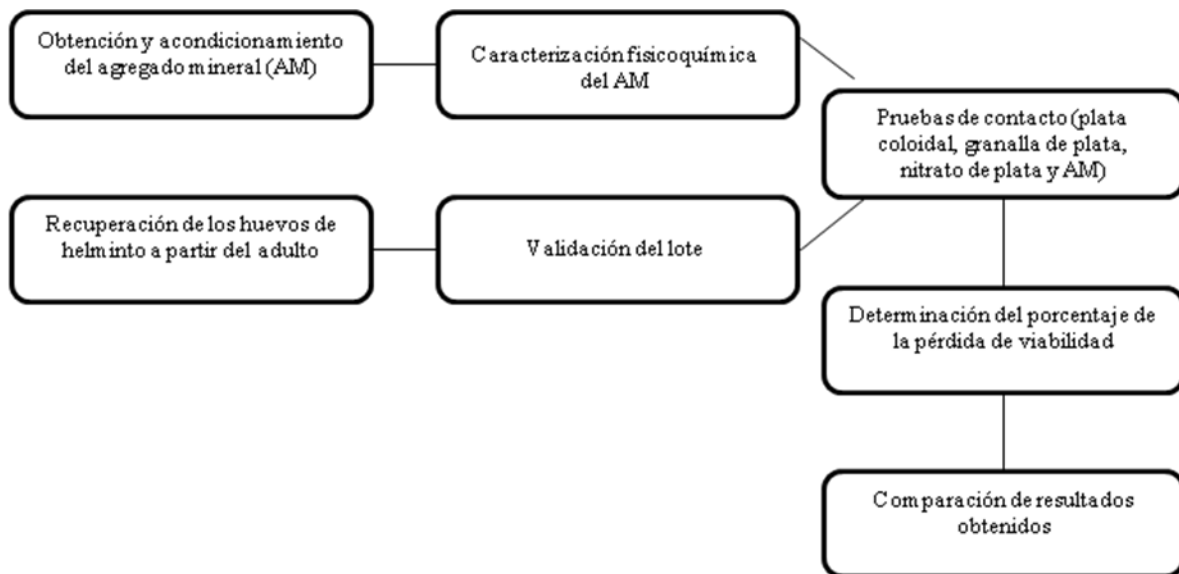 Obtención y acondicionamiento
del agregado mineral (AM)
Caracterización fisicoquímica
del AM
Pruebas de contacto (plata
coloidal, granalla de plata,
nitrato de plata y AM)
Recuperación de los huevos de
helminto a partir del adulto
Validación del lote
Determinación del porcentaje de
la pérdida de viabilidad
Comparación de resultados
obtenidos